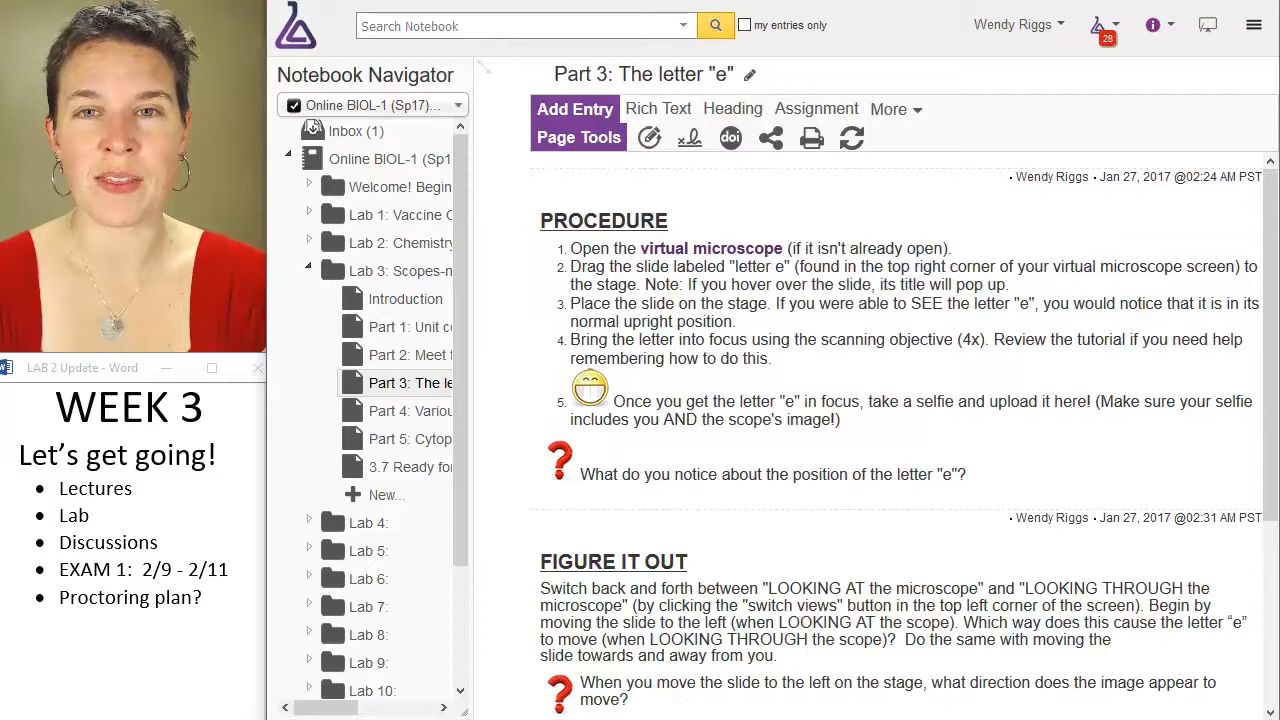 Search Notebook
my entries only
Wendy Riggs
28
Notebook Navigator
Online BIOL-1 (Sp17)...
Inbox (1)
Online BIOL-1 (Sp1
Welcome! Begin
Lab 1: Vaccine C
Lab 2: Chemistry
Lab 3: Scopes-n
Introduction
Part 1: Unit c
Part 2: Meet t
Part 3: The le
Part 4: Variou
Part 5: Cytop
3.7 Ready for
New...
Lab 4:
Lab 5:
Lab 6:
Lab 7:
Lab 8:
Lab 9:
Lab 10:
Part 3: The letter "e"
Add Entry Rich Text Heading Assignment More
Page Tools doi
· Wendy Riggs · Jan 27, 2017 @02:24 AM PST
PROCEDURE
1. Open the virtual microscope (if it isn't already open).
2. Drag the slide labeled "letter e" (found in the top right corner of your virtual microscope screen) to
the stage. Note: If you hover over the slide, its title will pop up.
3. Place the slide on the stage. If you were able to SEE the letter "e", you would notice that it is in its
normal upright position.
4. Bring the letter into focus using the scanning objective (4x). Review the tutorial if you need help
remembering how to do this.
5. Once you get the letter "e" in focus, take a selfie and upload it here! (Make sure your selfie
includes you AND the scope's image!)
What do you notice about the position of the letter "e"?
· Wendy Riggs · Jan 27, 2017 @02:31 AM PST
FIGURE IT OUT
Switch back and forth between "LOOKING AT the microscope" and "LOOKING THROUGH the
microscope" (by clicking the "switch views" button in the top left corner of the screen). Begin by
moving the slide to the left (when LOOKING AT the scope). Which way does this cause the letter “e”
to move (when LOOKING THROUGH the scope)? Do the same with moving the
slide towards and away from you.
When you move the slide to the left on the stage, what direction does the image appear to
move?
LAB 2 Update - Word
WEEK 3
Let’s get going!
• Lectures
• Lab
• Discussions
• EXAM 1: 2/9 - 2/11
• Proctoring plan?